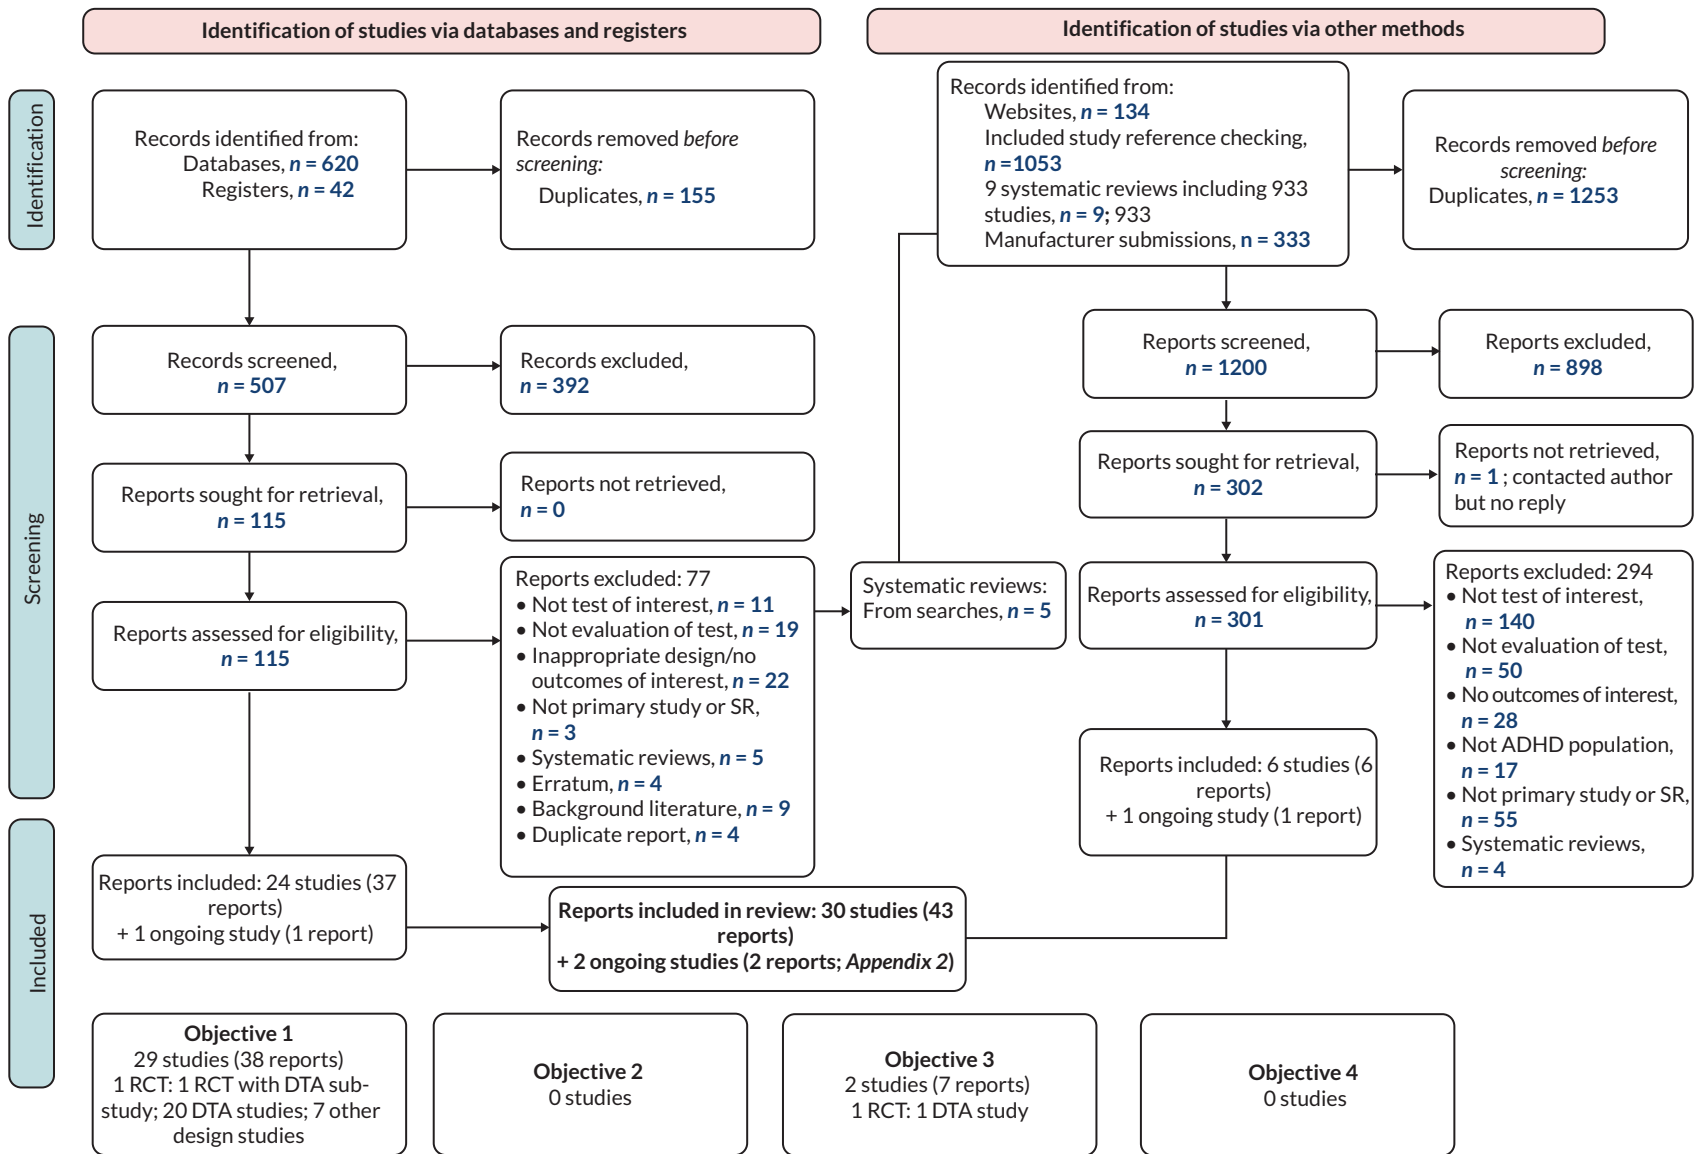 Identification of studies via databases and registers
Identification of studies via other methods
Identification
Records identified from:
Databases, n = 620
Registers, n = 42
Records removed before
screening:
Duplicates, n = 155
Records identified from:
Websites, n = 134
Included study reference checking,
n =1053
9 systematic reviews including 933
studies, n = 9; 933
Manufacturer submissions, n = 333
Records removed before
screening:
Duplicates, n = 1253
Screening
Records screened,
n = 507
Records excluded,
n = 392
Reports screened,
n = 1200
Reports excluded,
n = 898
Reports sought for retrieval,
n = 115
Reports not retrieved,
n = 0
Reports sought for retrieval,
n = 302
Reports not retrieved,
n = 1 ; contacted author
but no reply
Reports assessed for eligibility,
n = 115
Reports excluded: 77
• Not test of interest, n = 11
• Not evaluation of test, n = 19
• Inappropriate design/no
outcomes of interest, n = 22
• Not primary study or SR,
n = 3
• Systematic reviews, n = 5
• Erratum, n = 4
• Background literature, n = 9
• Duplicate report, n = 4
Systematic reviews:
From searches, n = 5
Reports assessed for eligibility,
n = 301
Reports excluded: 294
• Not test of interest,
n = 140
• Not evaluation of test,
n = 50
• No outcomes of interest,
n = 28
• Not ADHD population,
n = 17
• Not primary study or SR,
n = 55
• Systematic reviews,
n = 4
Reports included: 6 studies (6
reports)
+ 1 ongoing study (1 report)
Included
Reports included: 24 studies (37
reports)
+ 1 ongoing study (1 report)
Reports included in review: 30 studies (43
reports)
+ 2 ongoing studies (2 reports; Appendix 2)
Objective 1
29 studies (38 reports)
1 RCT: 1 RCT with DTA sub-
study; 20 DTA studies; 7 other
design studies
Objective 2
0 studies
Objective 3
2 studies (7 reports)
1 RCT: 1 DTA study
Objective 4
0 studies